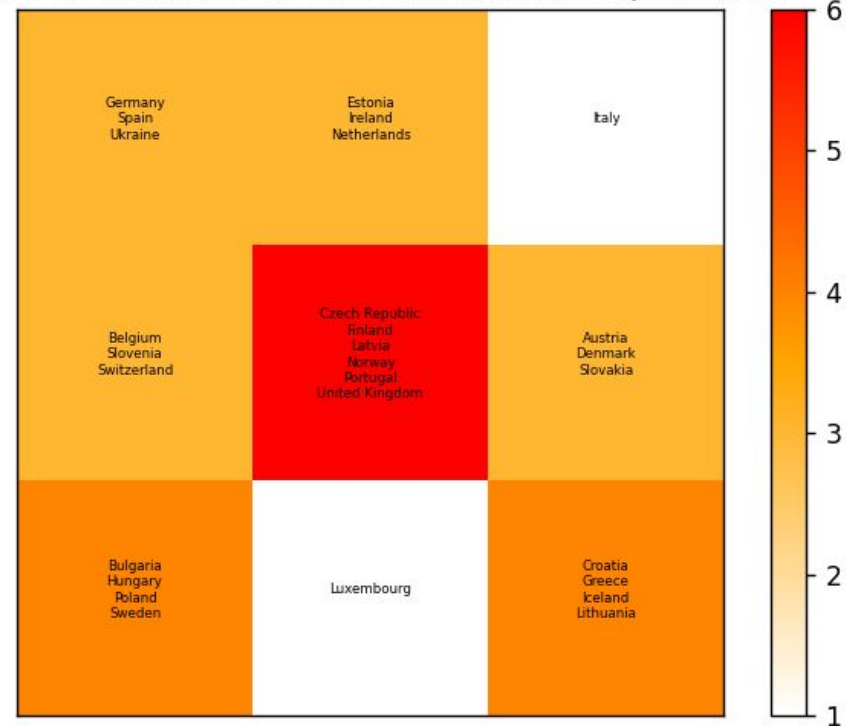 Germany
Spain
Ukraine
Estonia
Ireland
Netherlands
Italy
Belgium
Slovenia
Switzerland
Czech Republic
Finland
Latvia
Norway
Portugal
United Kingdom
Austria
Denmark
Slovakia
Bulgaria
Hungary
Poland
Sweden
Luxembourg
Croatia
Greece
Iceland
Lithuania
6
5
4
3
2
1